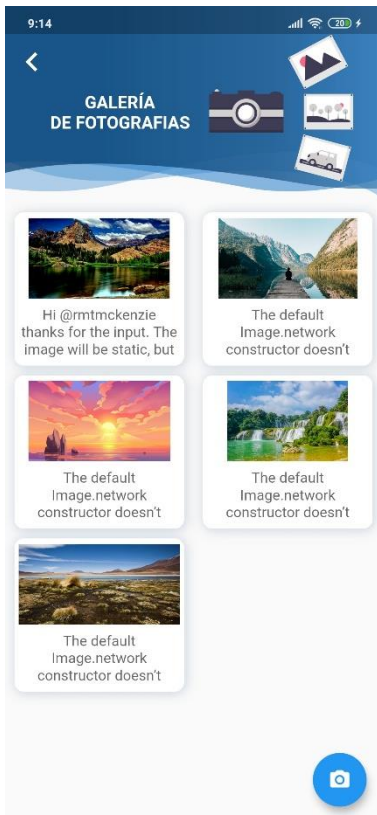 9:14
20
GALERÍA
DE FOTOGRAFIAS
Hi @rmtmckenzie
thanks for the input. The
image will be static, but
The default
Image.network
constructor doesn't
The default
Image.network
constructor doesn't
The default
Image.network
constructor doesn't
The default
Image.network
constructor doesn't